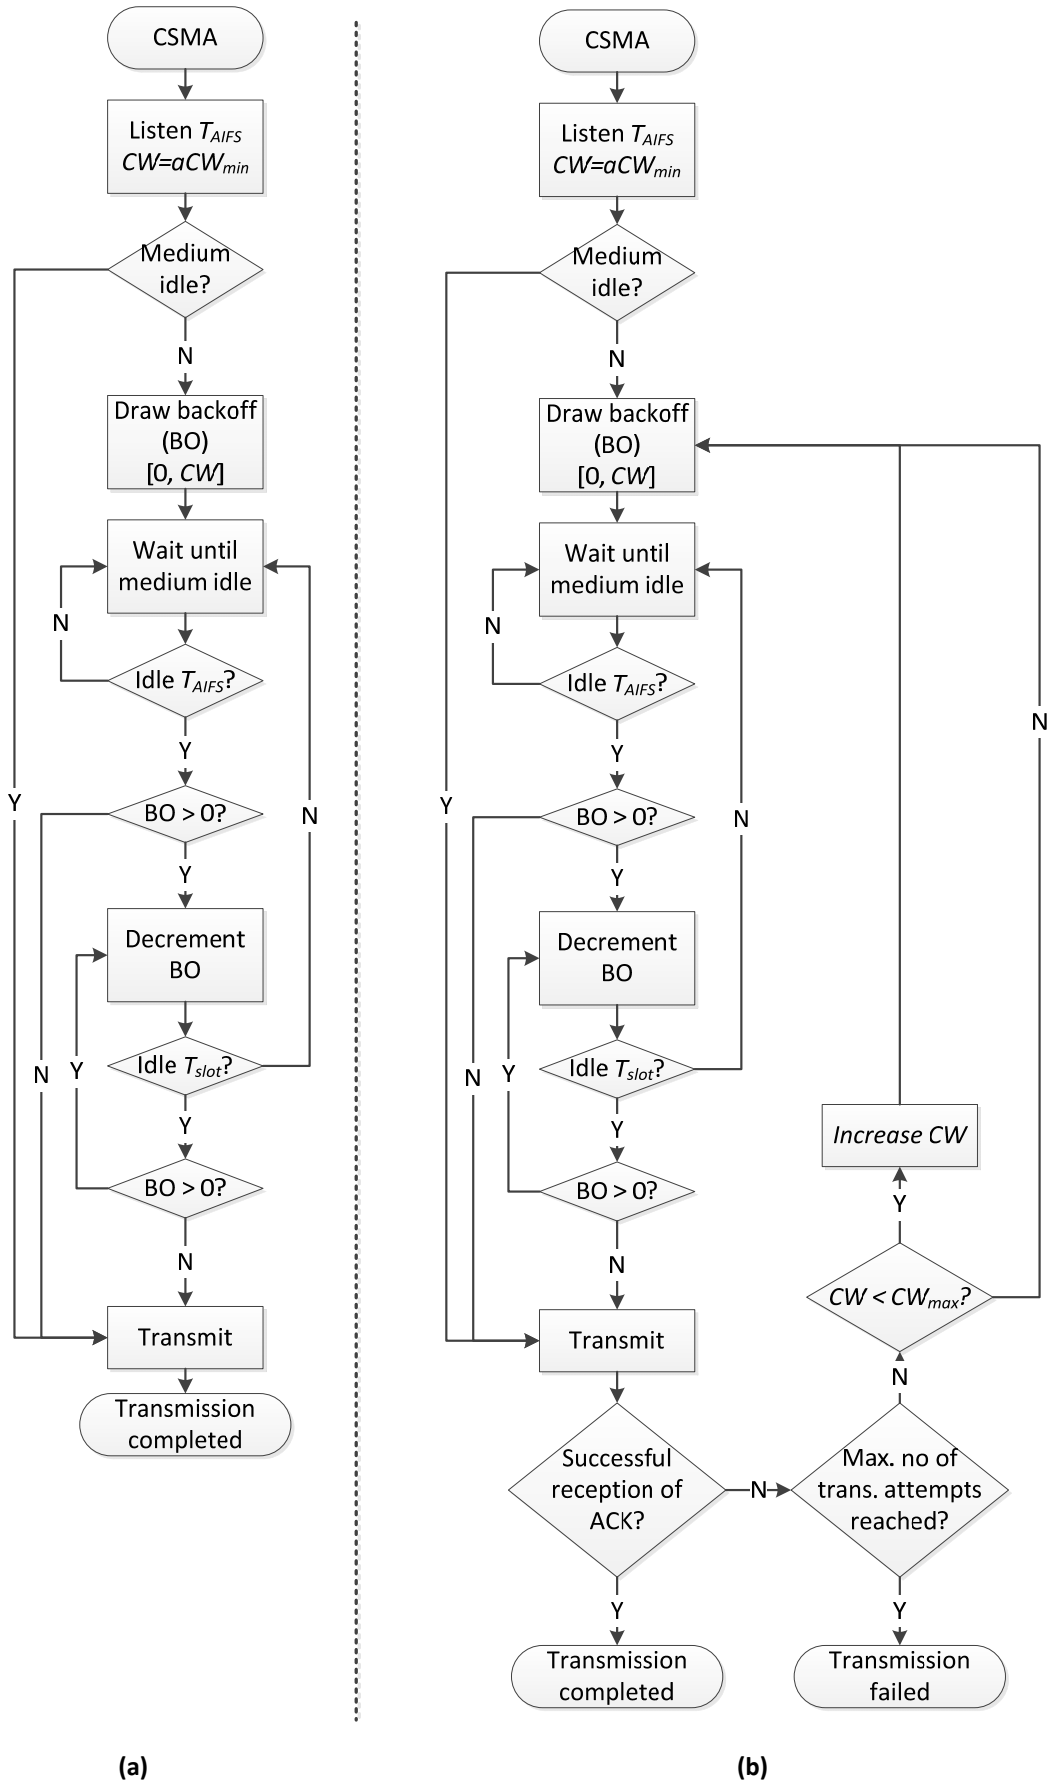 CSMA
Listen T_AIFS
CW=aCW_min
Medium
idle?
N
Draw backoff
(BO)
[0, CW]
Wait until
medium idle
N
Idle T_AIFS?
Y
Y
BO > 0?
N
Y
Decrement
BO
Idle T_slot?
N
Y
Y
BO > 0?
N
Transmit
Transmission
completed
(a)
CSMA
Listen T_AIFS
CW=aCW_min
Medium
idle?
N
Draw backoff
(BO)
[0, CW]
Wait until
medium idle
N
Idle T_AIFS?
N
Y
Y
BO > 0?
N
Y
Decrement
BO
Idle T_slot?
N
Y
Y
Increase CW
BO > 0?
Y
N
CW < CW_max?
Transmit
N
Successful
reception of
ACK?
N
Max. no of
trans. attempts
reached?
Y
Y
Transmission
completed
Transmission
failed
(b)